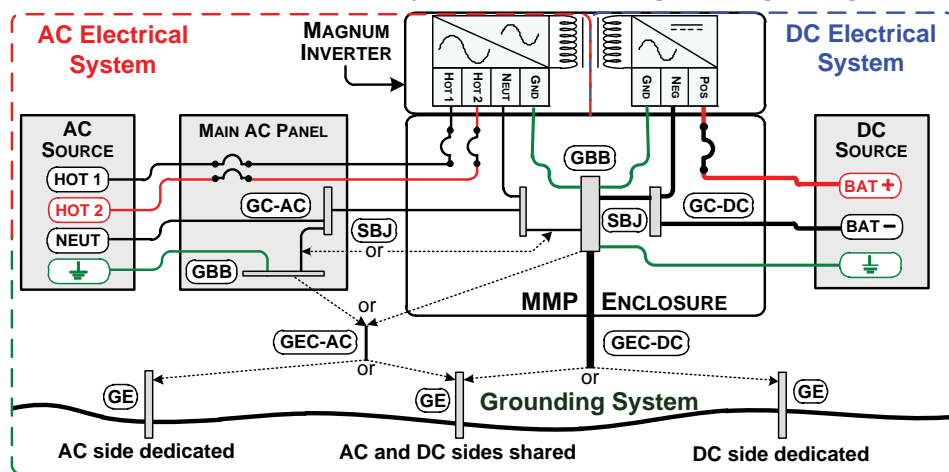 AC Electrical
System
MAGNUM
INVERTER
DC Electrical
System
HOT 1
HOT 2
NEUT
GND
GND
NEG
POS
AC
SOURCE
HOT 1
HOT 2
NEUT
MAIN AC PANEL
GC-AC
SBJ
or
GBB
GBB
SBJ
GC-DC
DC
SOURCE
BAT +
BAT −
MMP ENCLOSURE
or
GEC-AC
or
GEC-DC
or
GE
GE
GE
Grounding System
AC side dedicated
AC and DC sides shared
DC side dedicated